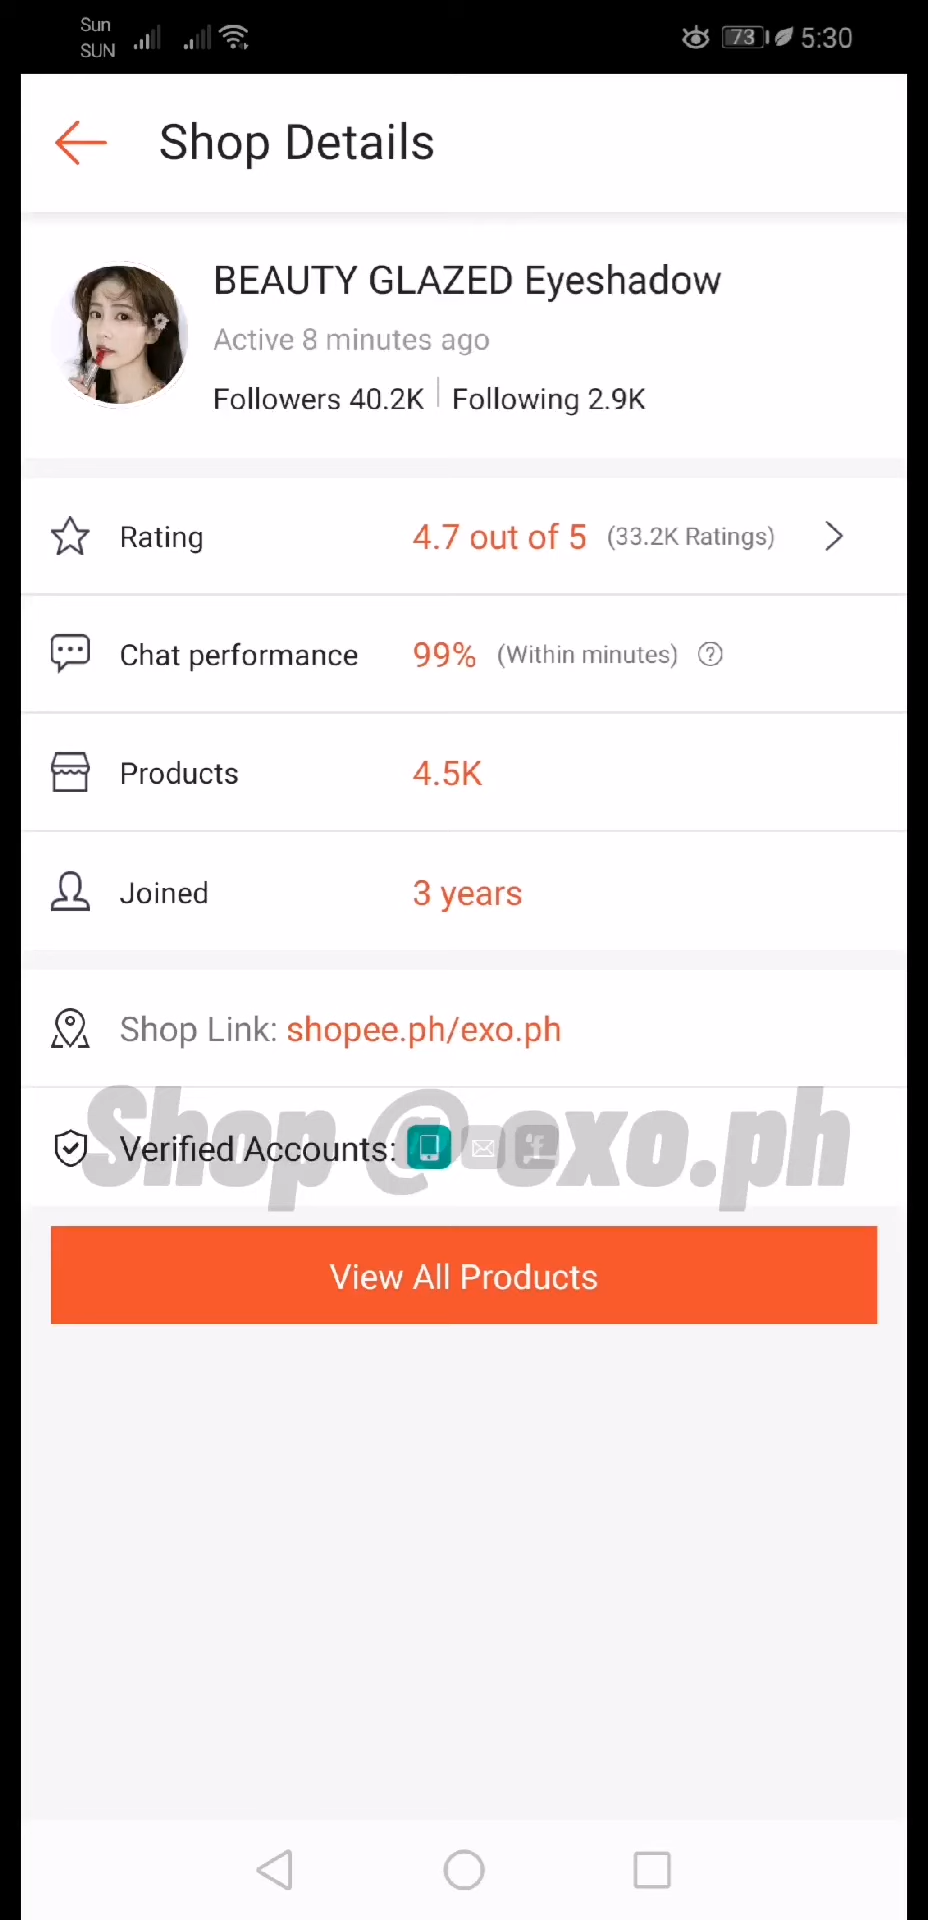 Sun
SUN
73
5:30
Shop Details
BEAUTY GLAZED Eyeshadow
Active 8 minutes ago
Followers 40.2K | Following 2.9K
Rating 4.7 out of 5 (33.2K Ratings)
Chat performance 99% (Within minutes) ?
Products 4.5K
Joined 3 years
Shop Link: shopee.ph/exo.ph
Shop @ exo.ph
Verified Accounts: f
View All Products